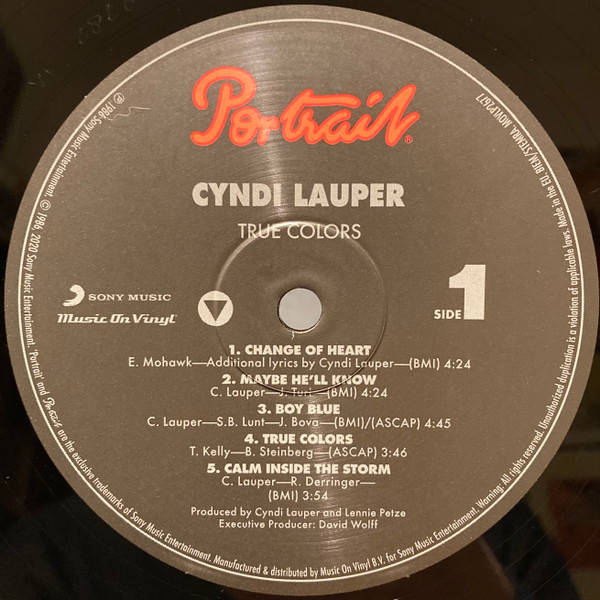 Portrait®
CYNDI LAUPER
TRUE COLORS
SONY MUSIC
Music On Vinyl®
SIDE 1
1. CHANGE OF HEART
E. Mohawk—Additional lyrics by Cyndi Lauper—(BMI) 4:24
2. MAYBE HE'LL KNOW
C. Lauper—J. Turi—(BMI) 4:24
3. BOY BLUE
C. Lauper—S.B. Lunt—J. Bova—(BMI)/(ASCAP) 4:45
4. TRUE COLORS
T. Kelly—B. Steinberg—(ASCAP) 3:46
5. CALM INSIDE THE STORM
C. Lauper—R. Derringer—
(BMI) 3:54
Produced by Cyndi Lauper and Lennie Petze
Executive Producer: David Wolff
℗ 1986 Sony Music Entertainment. © 1986, 2020 Sony Music Entertainment. 'Portrait' and Portrait are the exclusive trademarks of Sony Music Entertainment. Manufactured & distributed by Music On Vinyl B.V. for Sony Music Entertainment. Warning: All rights reserved. Unauthorized duplication is a violation of applicable laws. Made in the EU. BIEM/STEMRA. MOVLP2677